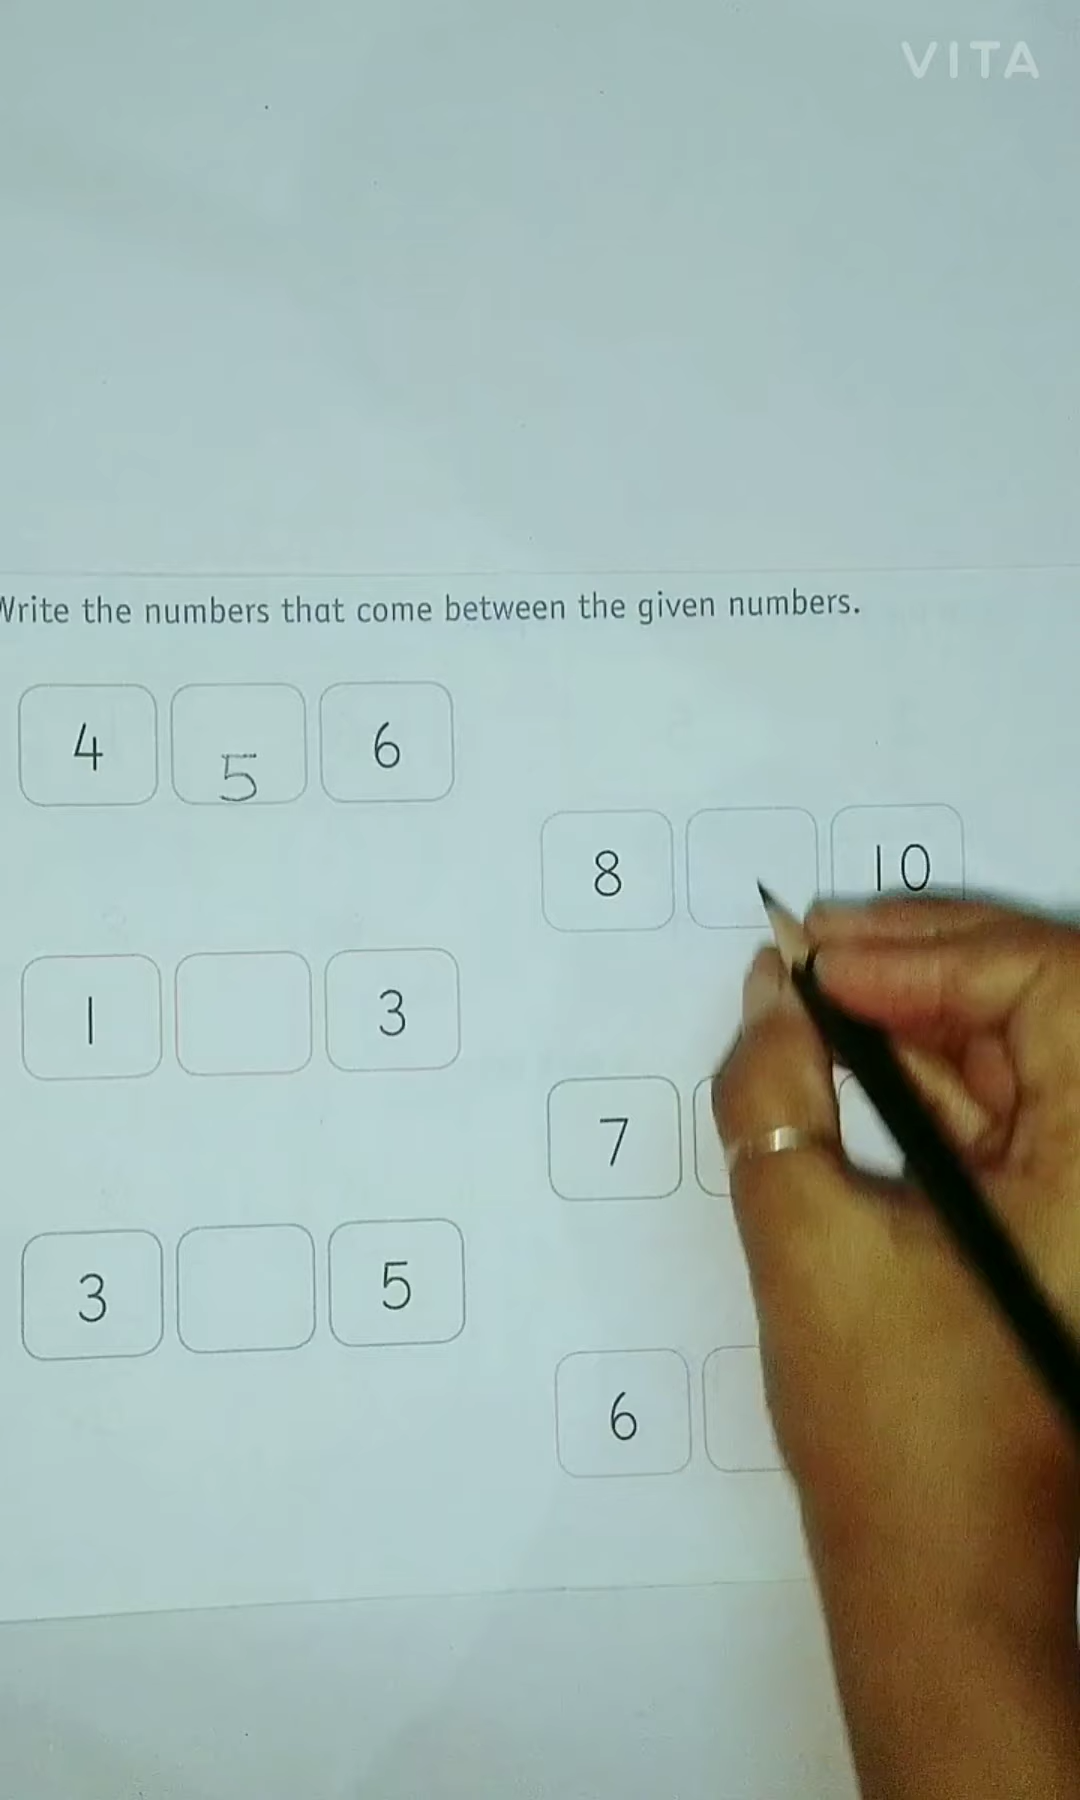 VITA
Write the numbers that come between the given numbers.
4 5 6
8 10
1 3
7
3 5
6